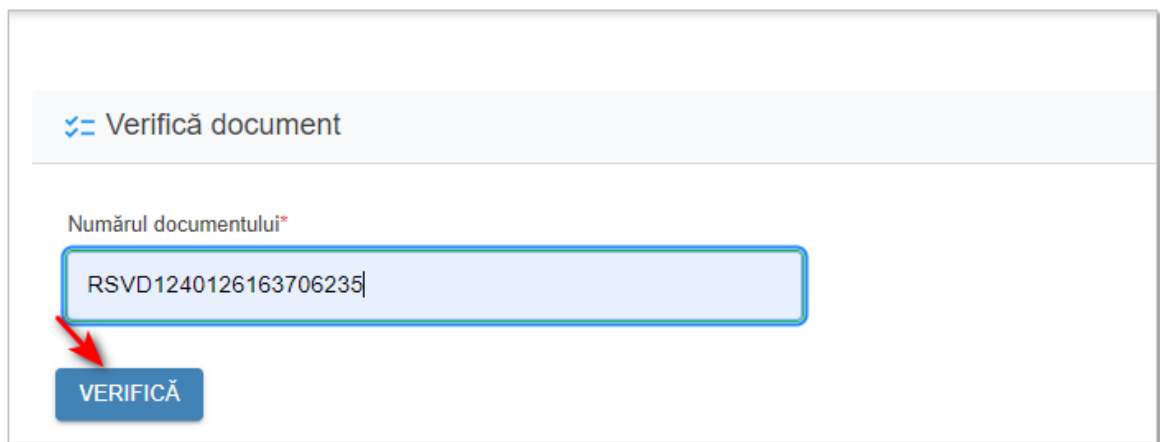 Verifică document
Numărul documentului*
RSVD1240126163706235
VERIFICĂ